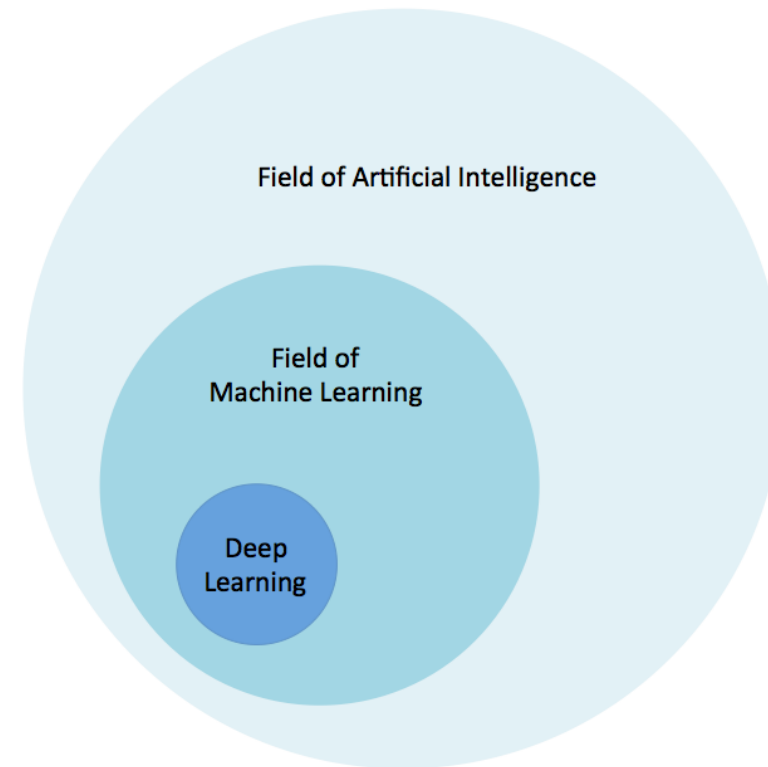 Field of Artificial Intelligence
Field of
Machine Learning
Deep
Learning